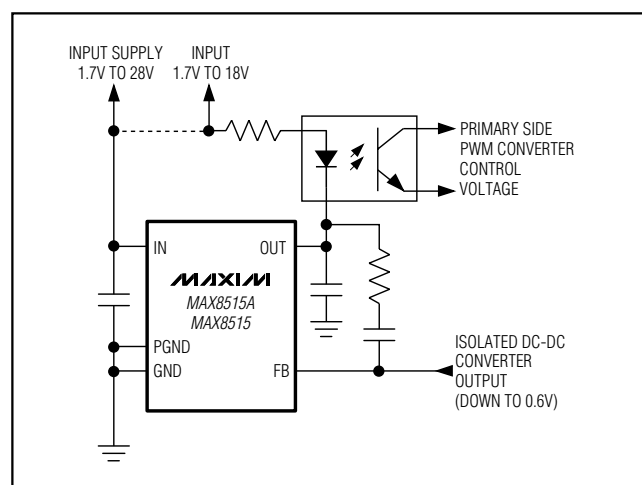 INPUT SUPPLY
1.7V TO 28V
INPUT
1.7V TO 18V
PRIMARY SIDE
PWM CONVERTER
CONTROL
VOLTAGE
IN
OUT
MAXIM
MAX8515A
MAX8515
PGND
GND
FB
ISOLATED DC-DC
CONVERTER
OUTPUT
(DOWN TO 0.6V)